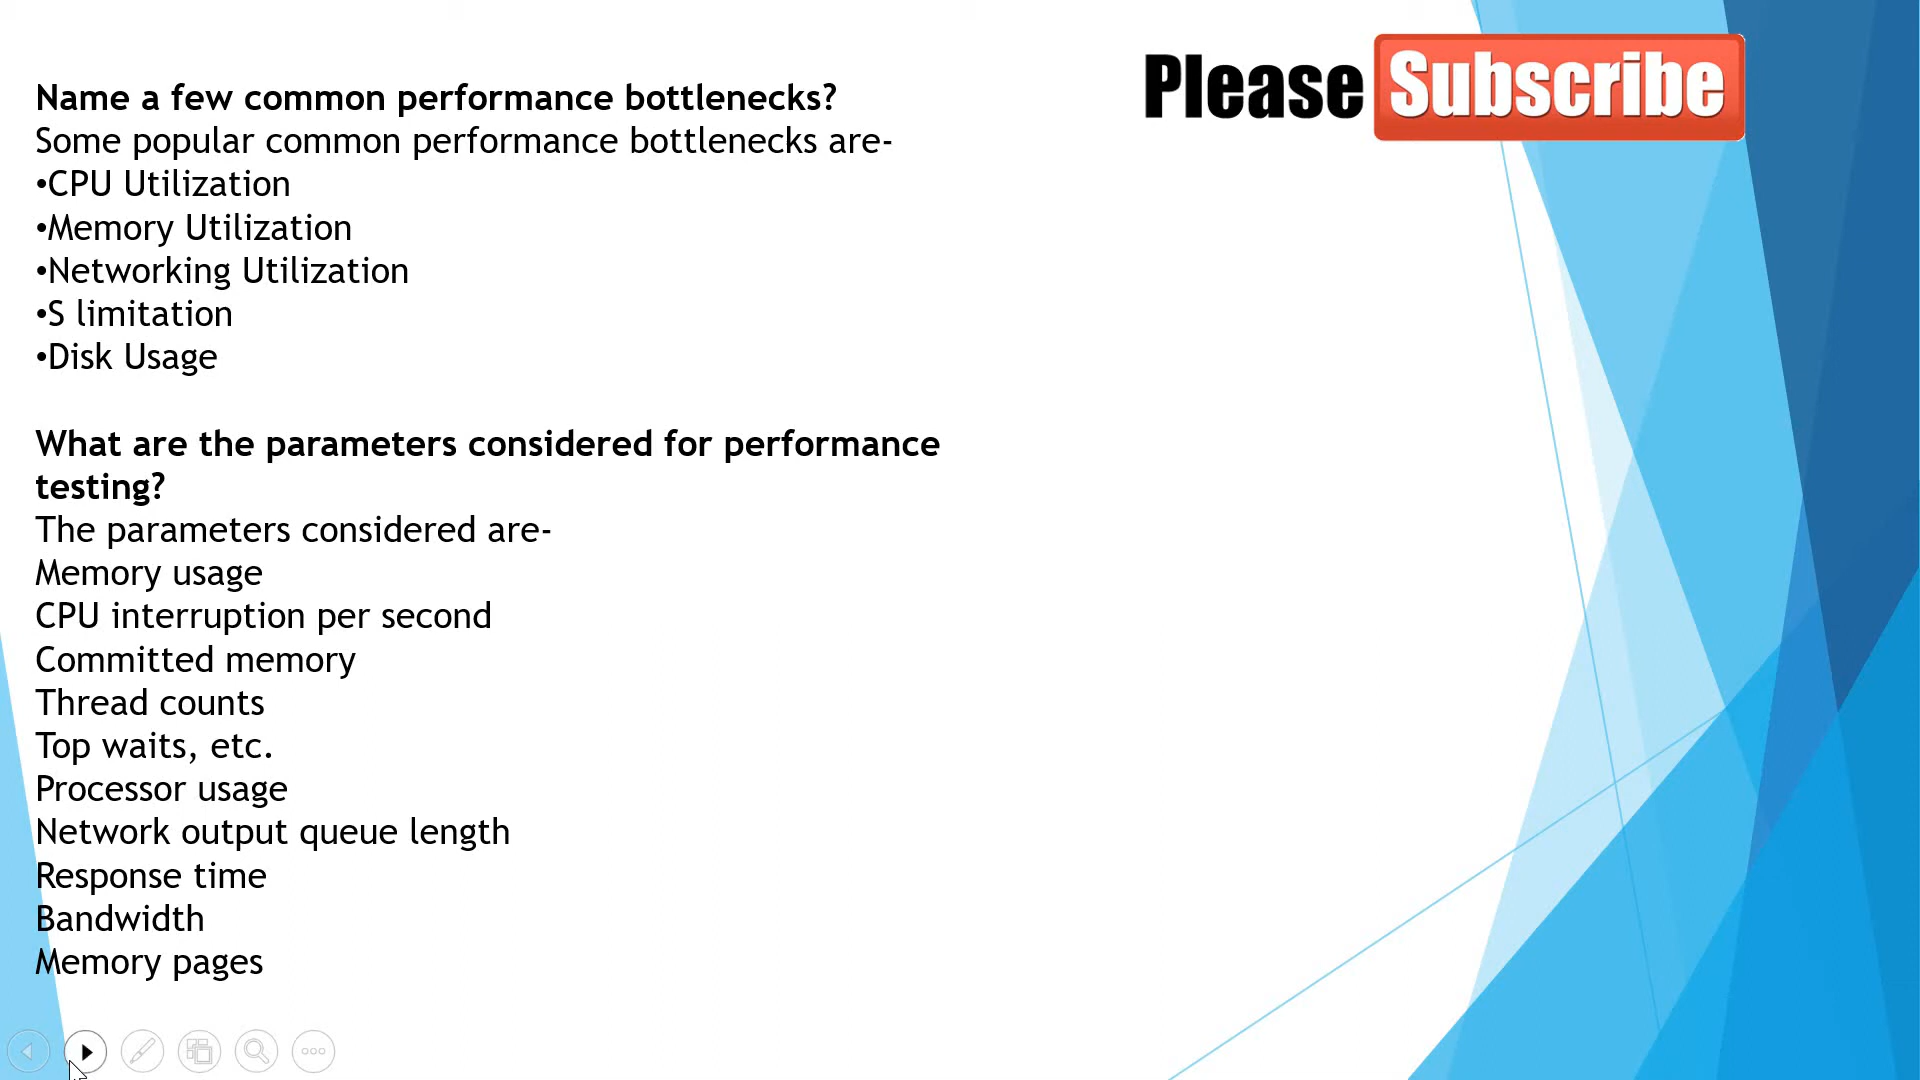 Please Subscribe
Name a few common performance bottlenecks?
Some popular common performance bottlenecks are-
•CPU Utilization
•Memory Utilization
•Networking Utilization
•S limitation
•Disk Usage
What are the parameters considered for performance
testing?
The parameters considered are-
Memory usage
CPU interruption per second
Committed memory
Thread counts
Top waits, etc.
Processor usage
Network output queue length
Response time
Bandwidth
Memory pages